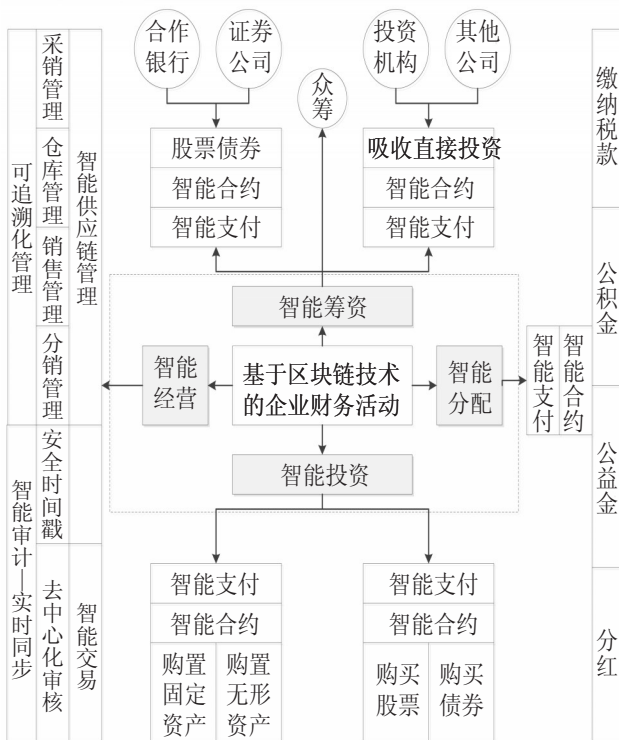 可追溯化管理
智能审计—实时同步
采销管理
仓库管理
销售管理
分销管理
安全时间戳
去中心化审核
智能供应链管理
智能交易
合作
银行
证券
公司
众筹
投资
机构
其他
公司
股票债券
智能合约
智能支付
吸收直接投资
智能合约
智能支付
智能筹资
智能
经营
基于区块链技术
的企业财务活动
智能
分配
智能投资
智能支付
智能合约
购置
固定
资产
购置
无形
资产
智能支付
智能合约
购买
股票
购买
债券
智能支付
智能合约
缴纳税款
公积金
公益金
分红